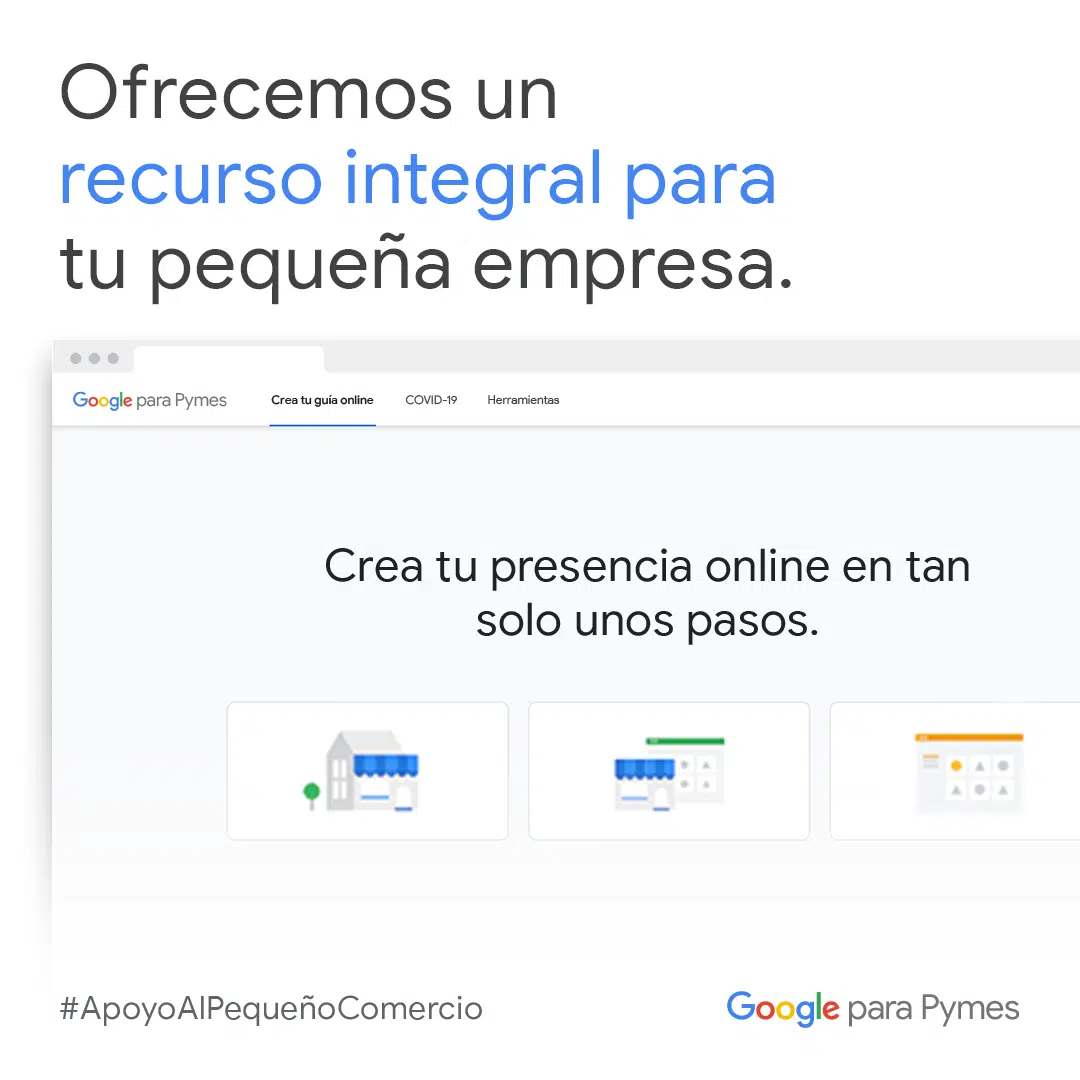 Ofrecemos un
recurso integral para
tu pequeña empresa.
Google para Pymes
Crea tu guía online
COVID-19
Herramientas
Crea tu presencia online en tan
solo unos pasos.
#ApoyoAlPequeñoComercio
Google para Pymes